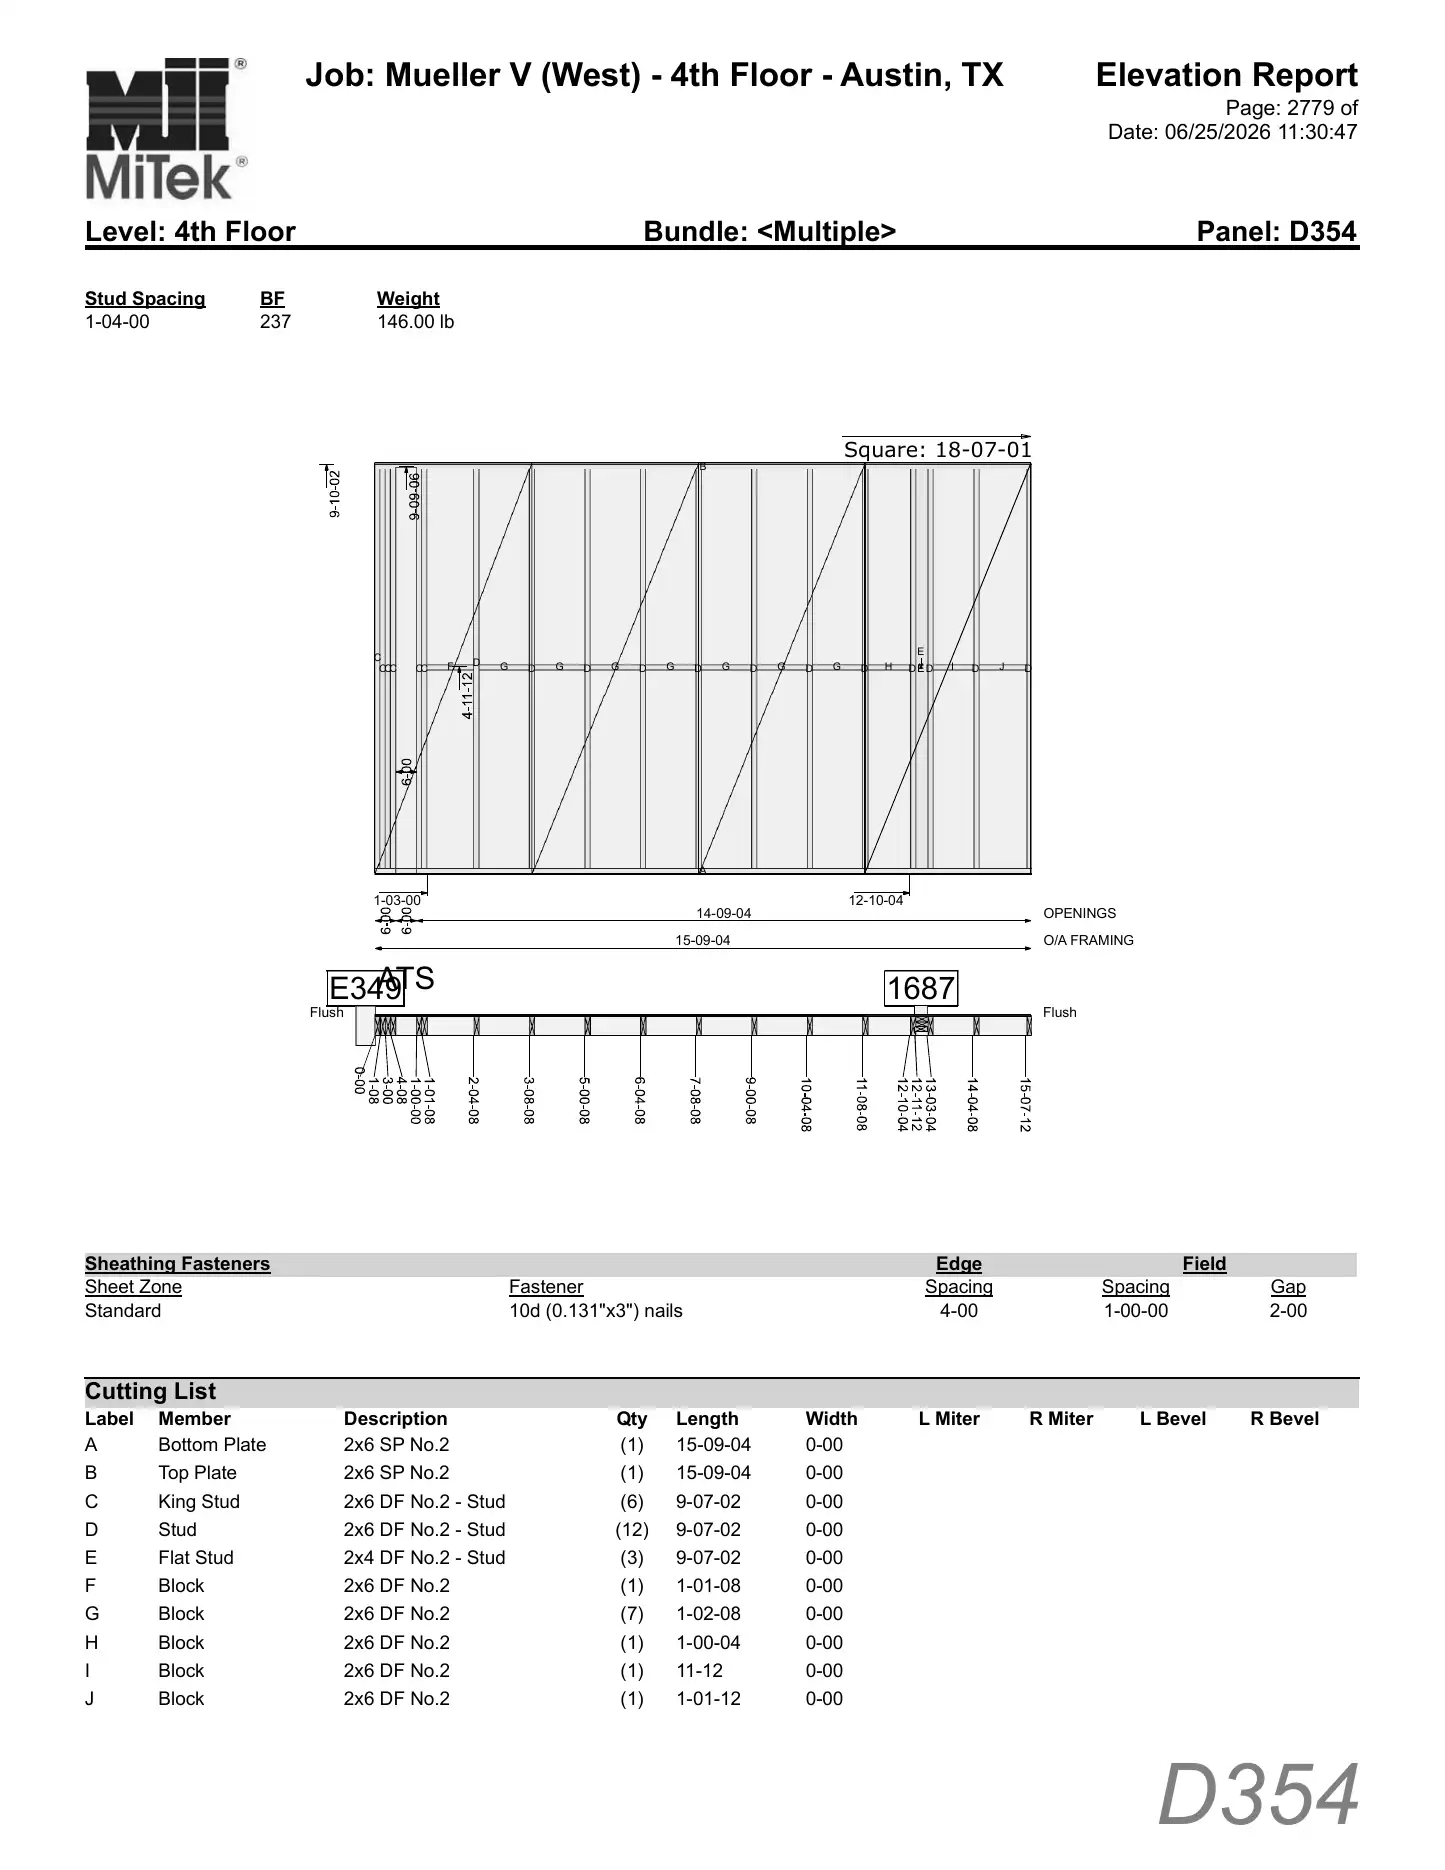 Job: Mueller V (West) - 4th Floor - Austin, TX
Elevation Report
Page: 2779 of
Date: 06/25/2026 11:30:47
MiTek®
Level: 4th Floor
Bundle: <Multiple>
Panel: D354
Stud Spacing BF Weight
1-04-00 237 146.00 lb
Square: 18-07-01
9-10-02
9-09-06
B
C
C C C C C F D G D G D G D G D G D G D G D H D E D I D J D
E
4-11-12
6-00
A
1-03-00
12-10-04
6-00
6-00
14-09-04
OPENINGS
15-09-04
O/A FRAMING
E349
ATS
1687
Flush
Flush
0-00
1-08
3-00
4-08
1-00-00
1-01-08
2-04-08
3-08-08
5-00-08
6-04-08
7-08-08
9-00-08
10-04-08
11-08-08
12-10-04
12-11-12
13-03-04
14-04-08
15-07-12
Sheathing Fasteners Edge Field
Sheet Zone Fastener Spacing Spacing Gap
Standard 10d (0.131"x3") nails 4-00 1-00-00 2-00
Cutting List
Label Member Description Qty Length Width L Miter R Miter L Bevel R Bevel
A Bottom Plate 2x6 SP No.2 (1) 15-09-04 0-00
B Top Plate 2x6 SP No.2 (1) 15-09-04 0-00
C King Stud 2x6 DF No.2 - Stud (6) 9-07-02 0-00
D Stud 2x6 DF No.2 - Stud (12) 9-07-02 0-00
E Flat Stud 2x4 DF No.2 - Stud (3) 9-07-02 0-00
F Block 2x6 DF No.2 (1) 1-01-08 0-00
G Block 2x6 DF No.2 (7) 1-02-08 0-00
H Block 2x6 DF No.2 (1) 1-00-04 0-00
I Block 2x6 DF No.2 (1) 11-12 0-00
J Block 2x6 DF No.2 (1) 1-01-12 0-00
D354